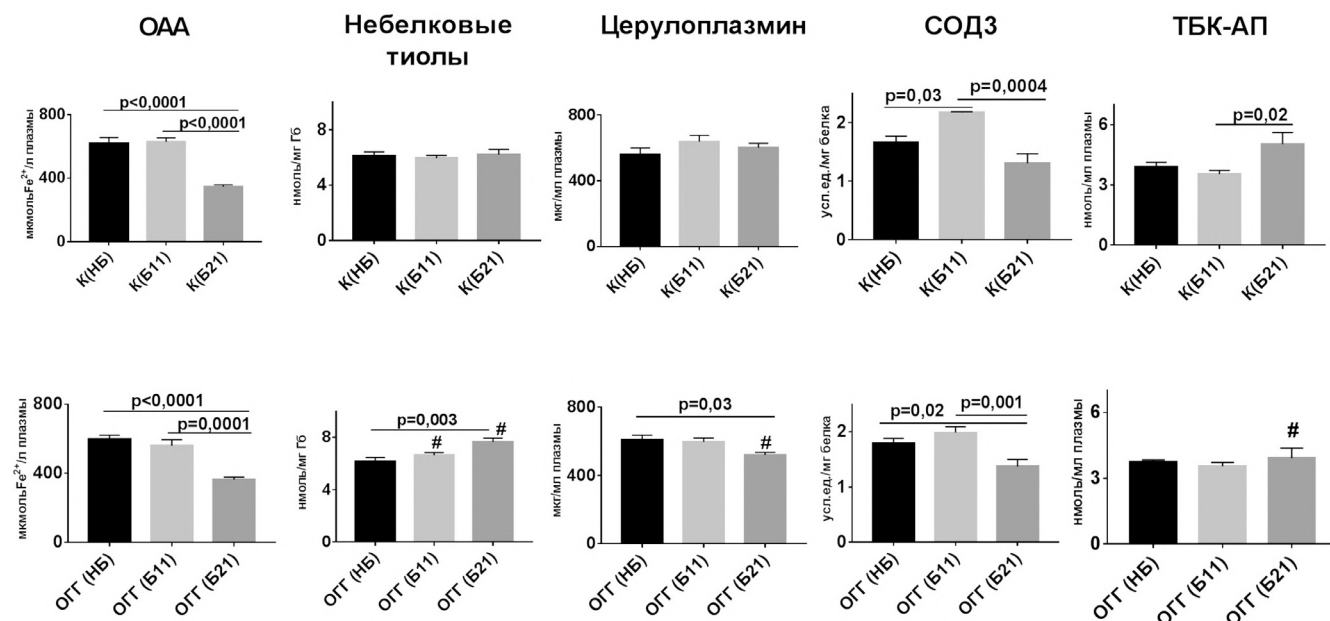 ОАА
Небелковые
тиолы
Церулоплазмин
СОД3
ТБК-АП
мкмольFe²⁺/л плазмы
800
400
0
p<0,0001
p<0,0001
К(НБ)
К(Б11)
К(Б21)
нмоль/мг Гб
8
6
4
2
0
К(НБ)
К(Б11)
К(Б21)
мкг/мл плазмы
800
600
400
200
0
К(НБ)
К(Б11)
К(Б21)
усл.ед./мг белка
2
1
0
p=0,03
p=0,0004
К(НБ)
К(Б11)
К(Б21)
нмоль/мл плазмы
6
3
0
p=0,02
К(НБ)
К(Б11)
К(Б21)
мкмольFe²⁺/л плазмы
800
400
0
p<0,0001
p=0,0001
ОГГ (НБ)
ОГГ (Б11)
ОГГ (Б21)
нмоль/мг Гб
8
6
4
2
0
p=0,003
#
#
ОГГ (НБ)
ОГГ (Б11)
ОГГ (Б21)
мкг/мл плазмы
800
400
0
p=0,03
#
ОГГ (НБ)
ОГГ (Б11)
ОГГ (Б21)
усл.ед./мг белка
2
1
0
p=0,02
p=0,001
ОГГ (НБ)
ОГГ (Б11)
ОГГ (Б21)
нмоль/мл плазмы
6
3
0
#
ОГГ (НБ)
ОГГ (Б11)
ОГГ (Б21)